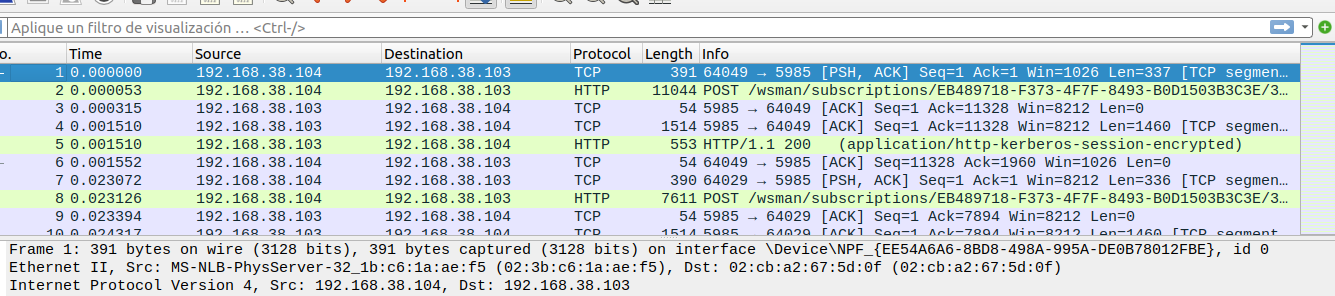 Aplique un filtro de visualización … <Ctrl-/>
o. Time Source Destination Protocol Length Info
1 0.000000 192.168.38.104 192.168.38.103 TCP 391 64049 → 5985 [PSH, ACK] Seq=1 Ack=1 Win=1026 Len=337 [TCP segmen…
2 0.000053 192.168.38.104 192.168.38.103 HTTP 11044 POST /wsman/subscriptions/EB489718-F373-4F7F-8493-B0D1503B3C3E/3…
3 0.000315 192.168.38.103 192.168.38.104 TCP 54 5985 → 64049 [ACK] Seq=1 Ack=11328 Win=8212 Len=0
4 0.001510 192.168.38.103 192.168.38.104 TCP 1514 5985 → 64049 [ACK] Seq=1 Ack=11328 Win=8212 Len=1460 [TCP segmen…
5 0.001510 192.168.38.103 192.168.38.104 HTTP 553 HTTP/1.1 200 (application/http-kerberos-session-encrypted)
6 0.001552 192.168.38.104 192.168.38.103 TCP 54 64049 → 5985 [ACK] Seq=11328 Ack=1960 Win=1026 Len=0
7 0.023072 192.168.38.104 192.168.38.103 TCP 390 64029 → 5985 [PSH, ACK] Seq=1 Ack=1 Win=8212 Len=336 [TCP segmen…
8 0.023126 192.168.38.104 192.168.38.103 HTTP 7611 POST /wsman/subscriptions/EB489718-F373-4F7F-8493-B0D1503B3C3E/3…
9 0.023394 192.168.38.103 192.168.38.104 TCP 54 5985 → 64029 [ACK] Seq=1 Ack=7894 Win=8212 Len=0
10 0.024317 192.168.38.103 192.168.38.104 TCP 1514 5985 → 64029 [ACK] Seq=1 Ack=7894 Win=8212 Len=1460 [TCP segmen…
Frame 1: 391 bytes on wire (3128 bits), 391 bytes captured (3128 bits) on interface \Device\NPF_{EE54A6A6-8BD8-498A-995A-DE0B78012FBE}, id 0
Ethernet II, Src: MS-NLB-PhysServer-32_1b:c6:1a:ae:f5 (02:3b:c6:1a:ae:f5), Dst: 02:cb:a2:67:5d:0f (02:cb:a2:67:5d:0f)
Internet Protocol Version 4, Src: 192.168.38.104, Dst: 192.168.38.103